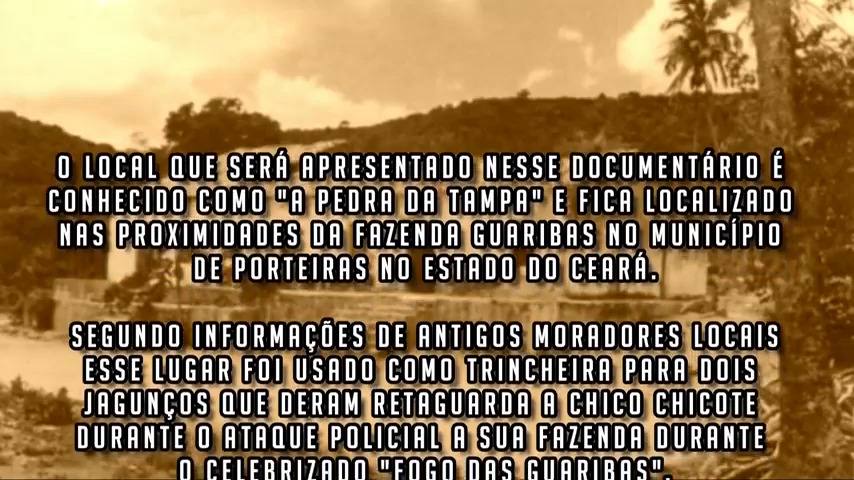 O LOCAL QUE SERÁ APRESENTADO NESSE DOCUMENTÁRIO É
CONHECIDO COMO "A PEDRA DA TAMPA" E FICA LOCALIZADO
NAS PROXIMIDADES DA FAZENDA GUARIBAS NO MUNICÍPIO
DE PORTEIRAS NO ESTADO DO CEARÁ.
SEGUNDO INFORMAÇÕES DE ANTIGOS MORADORES LOCAIS
ESSE LUGAR FOI USADO COMO TRINCHEIRA PARA DOIS
JAGUNÇOS QUE DERAM RETAGUARDA A CHICO CHICOTE
DURANTE O ATAQUE POLICIAL A SUA FAZENDA DURANTE
O CELEBRIZADO "FOGO DAS GUARIBAS".